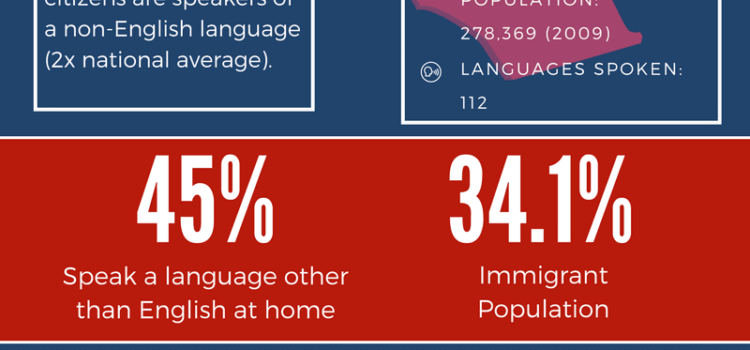 citizens are speakers of
a non-English language
(2x national average).
POPULATION:
278,369 (2009)
LANGUAGES SPOKEN:
112
45%
Speak a language other
than English at home
34.1%
Immigrant
Population